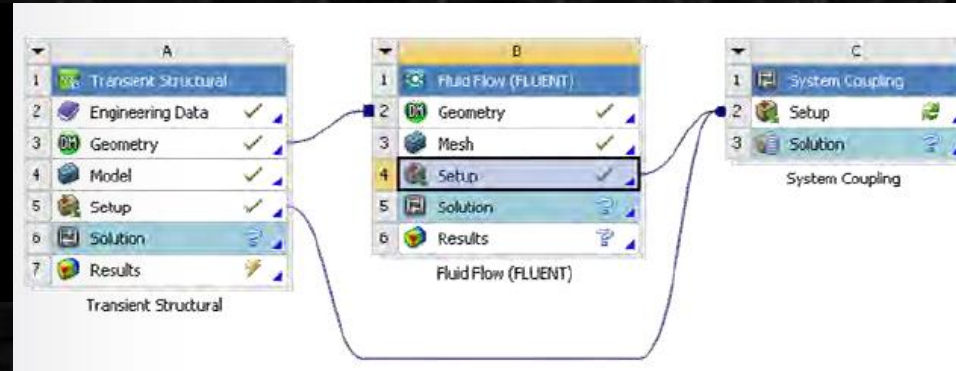 A
1 Transient Structural
2 Engineering Data
3 Geometry
4 Model
5 Setup
6 Solution
7 Results
Transient Structural
B
1 Fluid Flow (FLUENT)
2 Geometry
3 Mesh
4 Setup
5 Solution
6 Results
Fluid Flow (FLUENT)
C
1 System Coupling
2 Setup
3 Solution
System Coupling